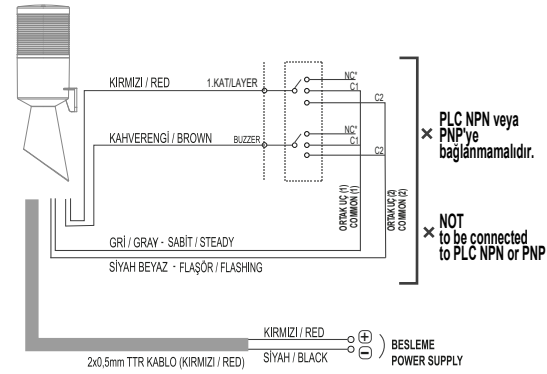 KIRMIZI / RED
1.KAT/LAYER
NC*
C1
C2
KAHVERENGİ / BROWN
BUZZER
NC*
C1
C2
PLC NPN veya
PNP'ye
bağlanmamalıdır.
ORTAK UÇ (1)
COMMON (1)
ORTAK UÇ (2)
COMMON (2)
NOT
to be connected
to PLC NPN or PNP
GRİ / GRAY - SABİT / STEADY
SİYAH BEYAZ - FLAŞÖR / FLASHING
KIRMIZI / RED
+
SİYAH / BLACK
−
BESLEME
POWER SUPPLY
2x0,5mm TTR KABLO (KIRMIZI / RED)